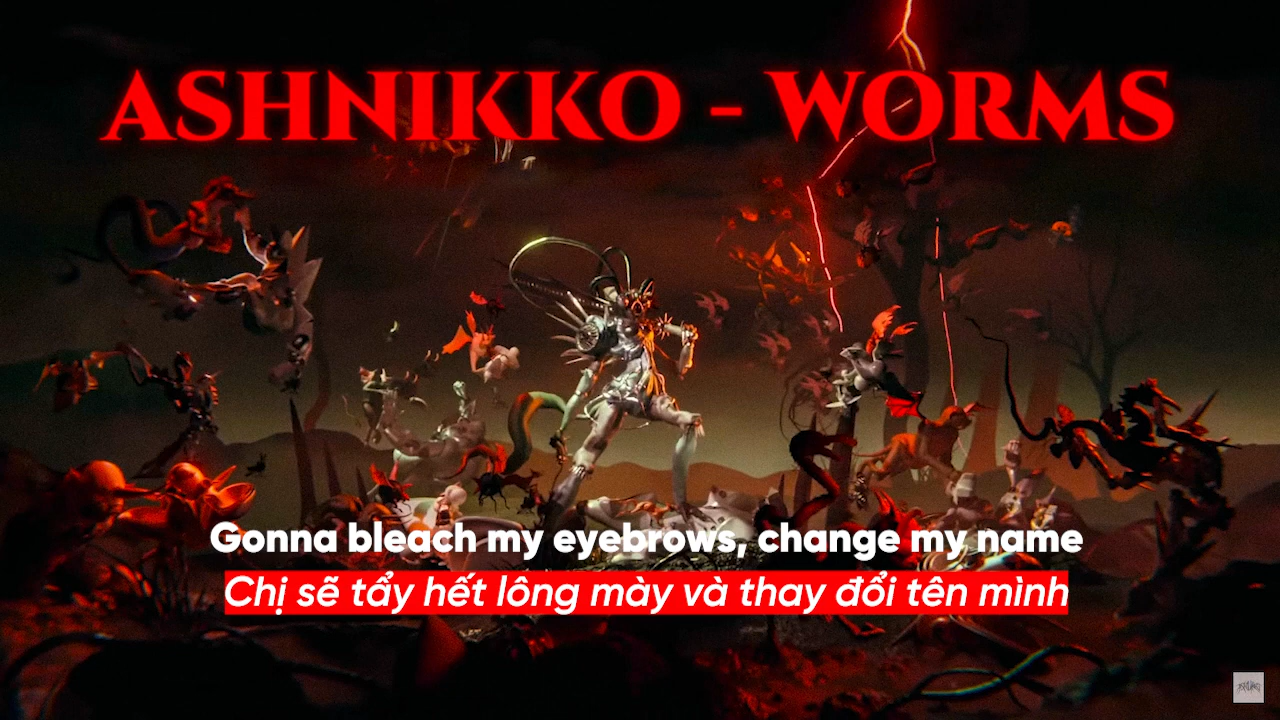 ASHNIKKO - WORMS
Gonna bleach my eyebrows, change my name
Chị sẽ tẩy hết lông mày và thay đổi tên mình